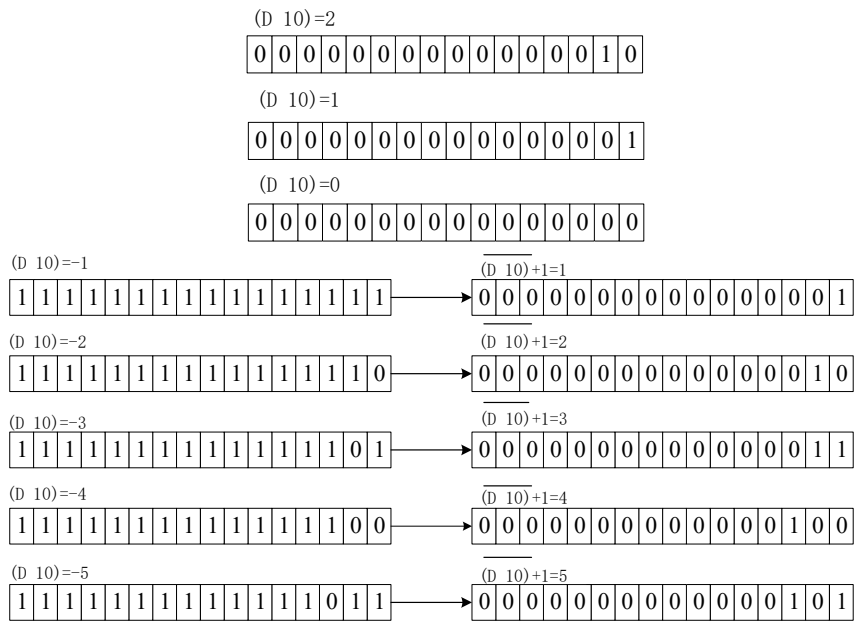 (D 10)=2
0 0 0 0 0 0 0 0 0 0 0 0 0 0 1 0
(D 10)=1
0 0 0 0 0 0 0 0 0 0 0 0 0 0 0 1
(D 10)=0
0 0 0 0 0 0 0 0 0 0 0 0 0 0 0 0
(D 10)=-1 (D 10)+1=1
1 1 1 1 1 1 1 1 1 1 1 1 1 1 1 1 0 0 0 0 0 0 0 0 0 0 0 0 0 0 0 1
(D 10)=-2 (D 10)+1=2
1 1 1 1 1 1 1 1 1 1 1 1 1 1 1 0 0 0 0 0 0 0 0 0 0 0 0 0 0 0 1 0
(D 10)=-3 (D 10)+1=3
1 1 1 1 1 1 1 1 1 1 1 1 1 1 0 1 0 0 0 0 0 0 0 0 0 0 0 0 0 0 1 1
(D 10)=-4 (D 10)+1=4
1 1 1 1 1 1 1 1 1 1 1 1 1 1 0 0 0 0 0 0 0 0 0 0 0 0 0 0 0 1 0 0
(D 10)=-5 (D 10)+1=5
1 1 1 1 1 1 1 1 1 1 1 1 1 0 1 1 0 0 0 0 0 0 0 0 0 0 0 0 0 1 0 1